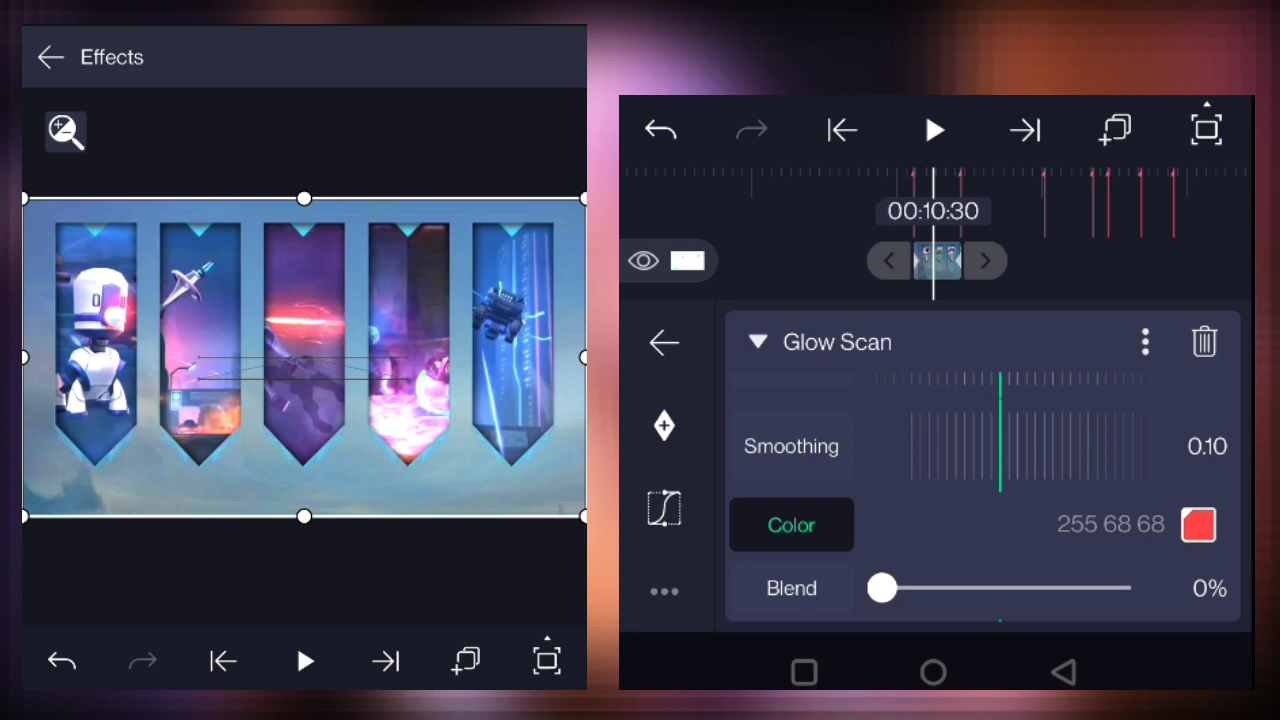 Effects
00:10:30
Glow Scan
Smoothing
0.10
Color
255 68 68
Blend
0%